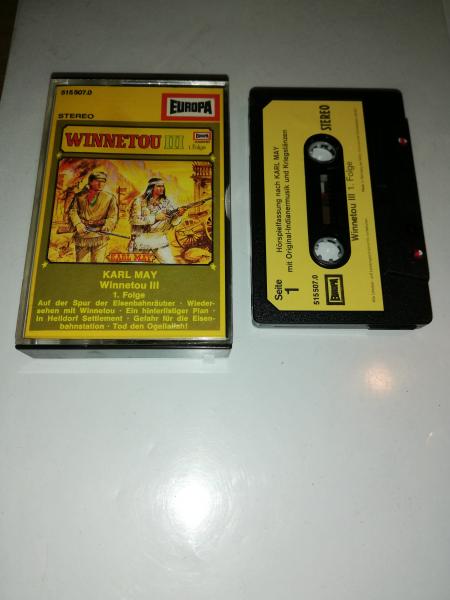 515 507.0
EUROPA
STEREO
WINNETOU III
EUROPA
1. Folge
KARL MAY
KARL MAY
Winnetou III
1. Folge
Auf der Spur der Eisenbahnräuber · Wieder-
sehen mit Winnetou · Ein hinterlistiger Plan ·
In Helldorf Settlement · Gefahr für die Eisen-
bahnstation · Tod den Ogellallah!
Seite
1
515 507.0
EUROPA
Hörspielfassung nach KARL MAY
mit Original-Indianermusik und Kriegstänzen
STEREO
Winnetou III 1. Folge